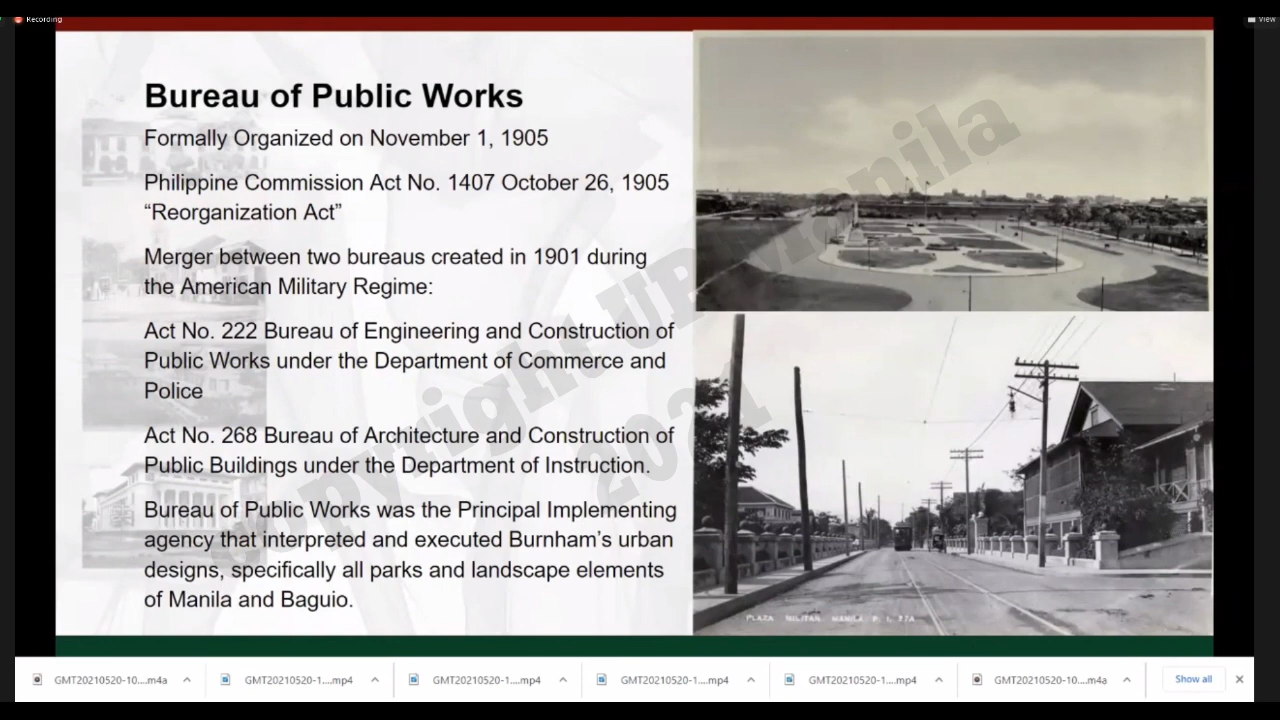 Recording
View
Bureau of Public Works
Formally Organized on November 1, 1905
Philippine Commission Act No. 1407 October 26, 1905
“Reorganization Act”
Merger between two bureaus created in 1901 during
the American Military Regime:
Act No. 222 Bureau of Engineering and Construction of
Public Works under the Department of Commerce and
Police
Act No. 268 Bureau of Architecture and Construction of
Public Buildings under the Department of Instruction.
Bureau of Public Works was the Principal Implementing
agency that interpreted and executed Burnham’s urban
designs, specifically all parks and landscape elements
of Manila and Baguio.
Copyright UP Manila
2021
PLAZA MILITAR MANILA P. I. 27A
GMT20210520-10....m4a
GMT20210520-1....mp4
GMT20210520-1....mp4
GMT20210520-1....mp4
GMT20210520-1....mp4
GMT20210520-10....m4a
Show all